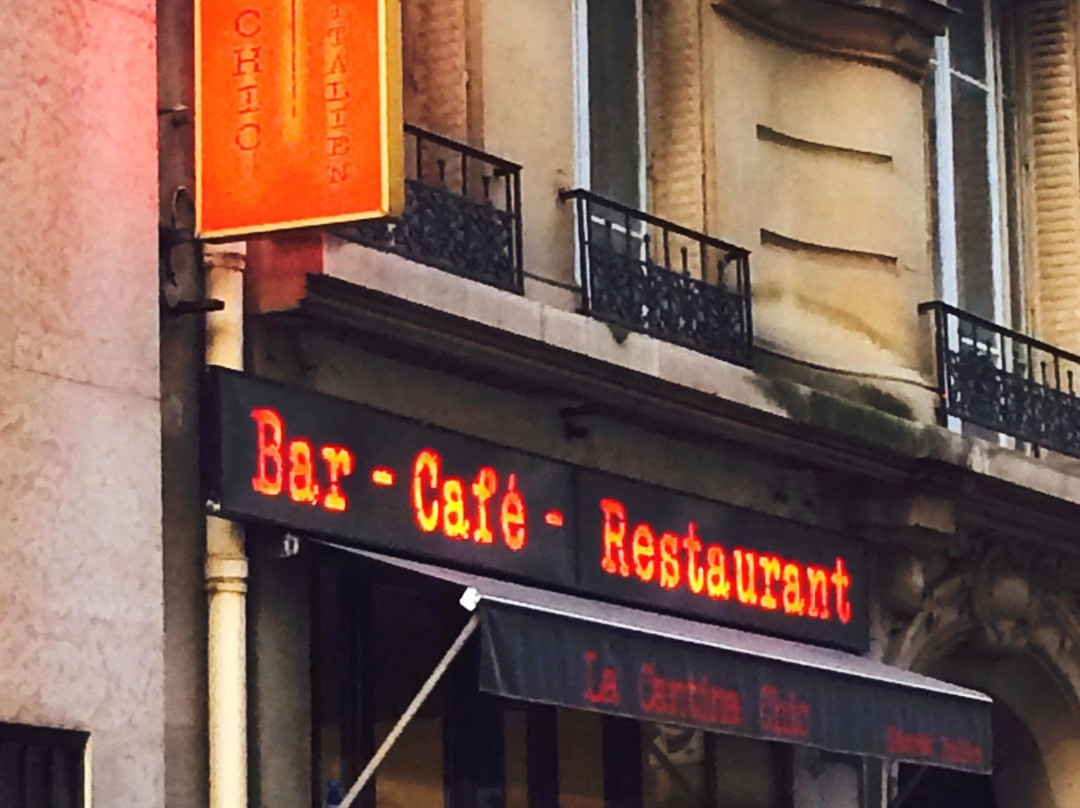 CHIC
ITALIEN
Bar - Café - Restaurant
La Cantina Chic